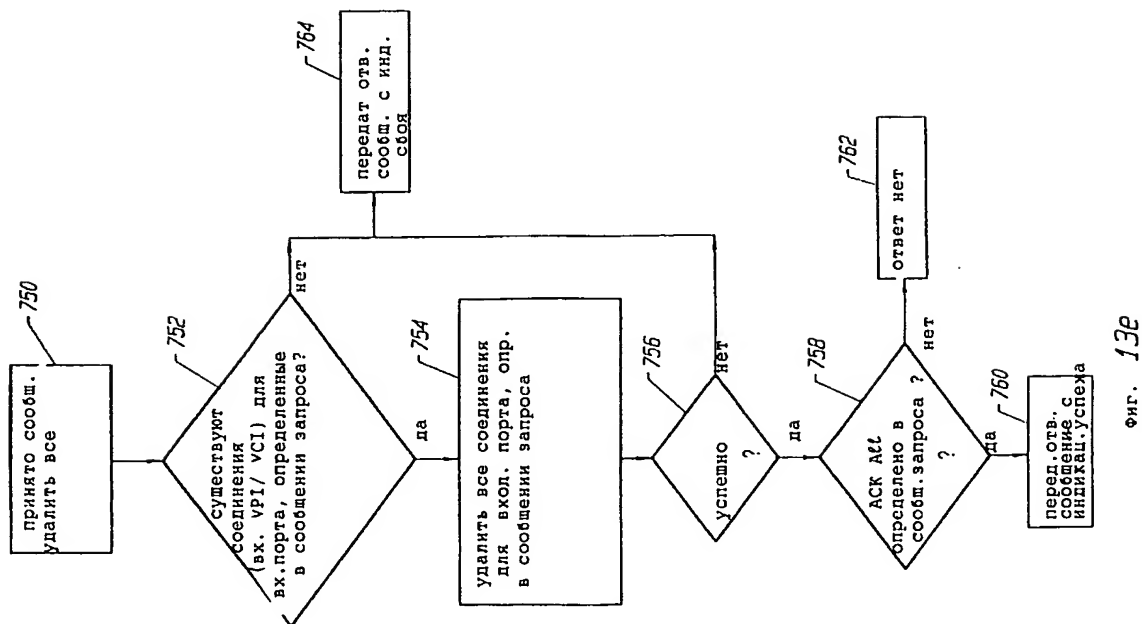 750
принято сообщ.
удалить все
752
существуют
соединения
(вх. VPI/ VCI) для
вх.порта, определенные
в сообщении запроса?
нет
764
передат отв.
сообщ. с инд.
сбоя
да
754
удалить все соединения
для вхол. порта, опр.
в сообщении запроса
756
успешно
?
нет
да
758
ACK All
определено в
сообщ.запроса ?
?
нет
762
ответ нет
да
760
перед.отв.
сообщение с
индикац.успеха
фиг. 13е